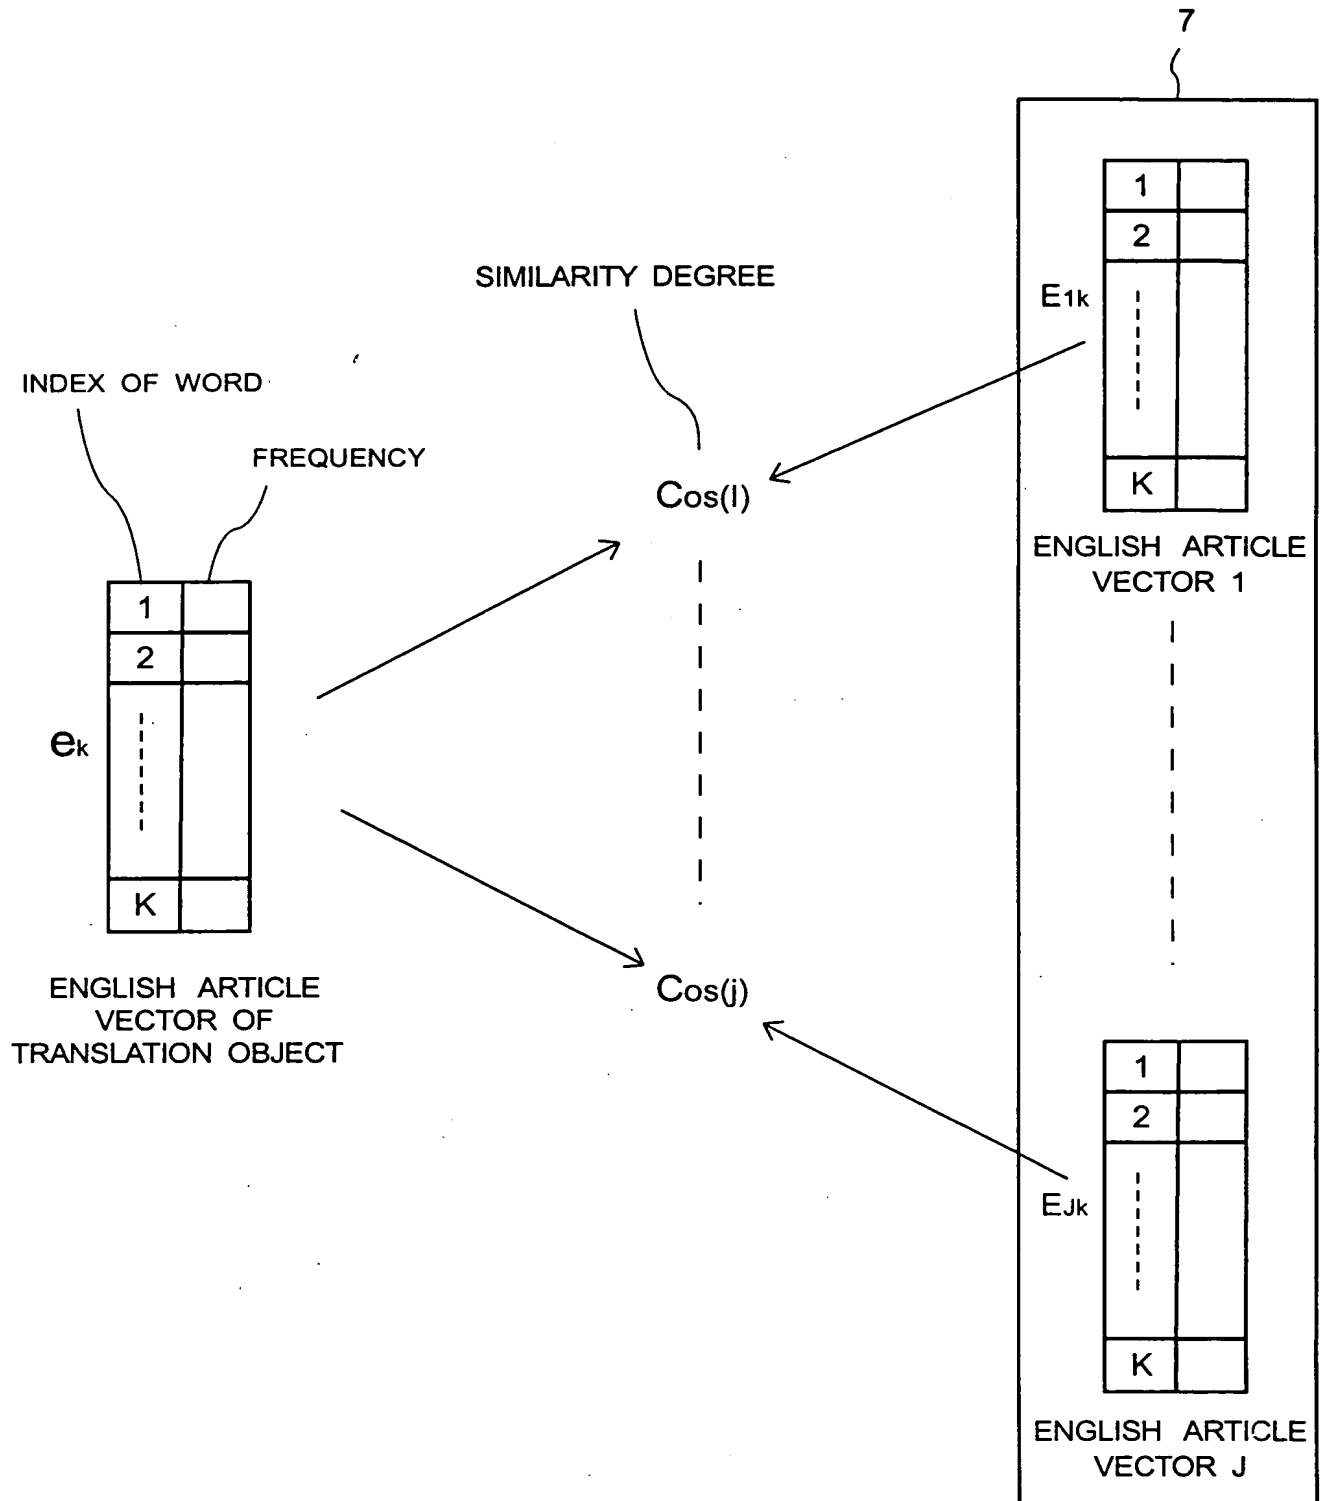 7
1
2
E1k
K
ENGLISH ARTICLE
VECTOR 1
SIMILARITY DEGREE
INDEX OF WORD
FREQUENCY
Cos(l)
1
2
ek
K
ENGLISH ARTICLE
VECTOR OF
TRANSLATION OBJECT
Cos(j)
1
2
EJk
K
ENGLISH ARTICLE
VECTOR J